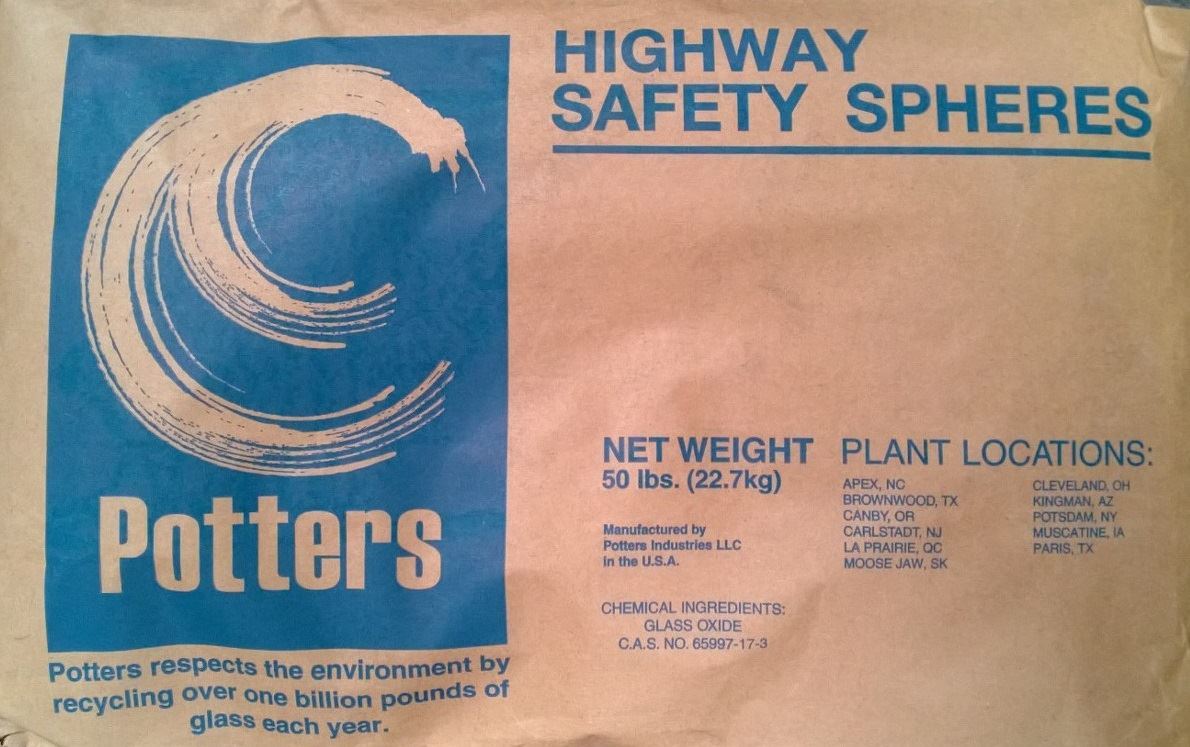 HIGHWAY
SAFETY SPHERES
Potters
Potters respects the environment by
recycling over one billion pounds of
glass each year.
NET WEIGHT
50 lbs. (22.7kg)
Manufactured by
Potters Industries LLC
in the U.S.A.
CHEMICAL INGREDIENTS:
GLASS OXIDE
C.A.S. NO. 65997-17-3
PLANT LOCATIONS:
APEX, NC
BROWNWOOD, TX
CANBY, OR
CARLSTADT, NJ
LA PRAIRIE, QC
MOOSE JAW, SK
CLEVELAND, OH
KINGMAN, AZ
POTSDAM, NY
MUSCATINE, IA
PARIS, TX